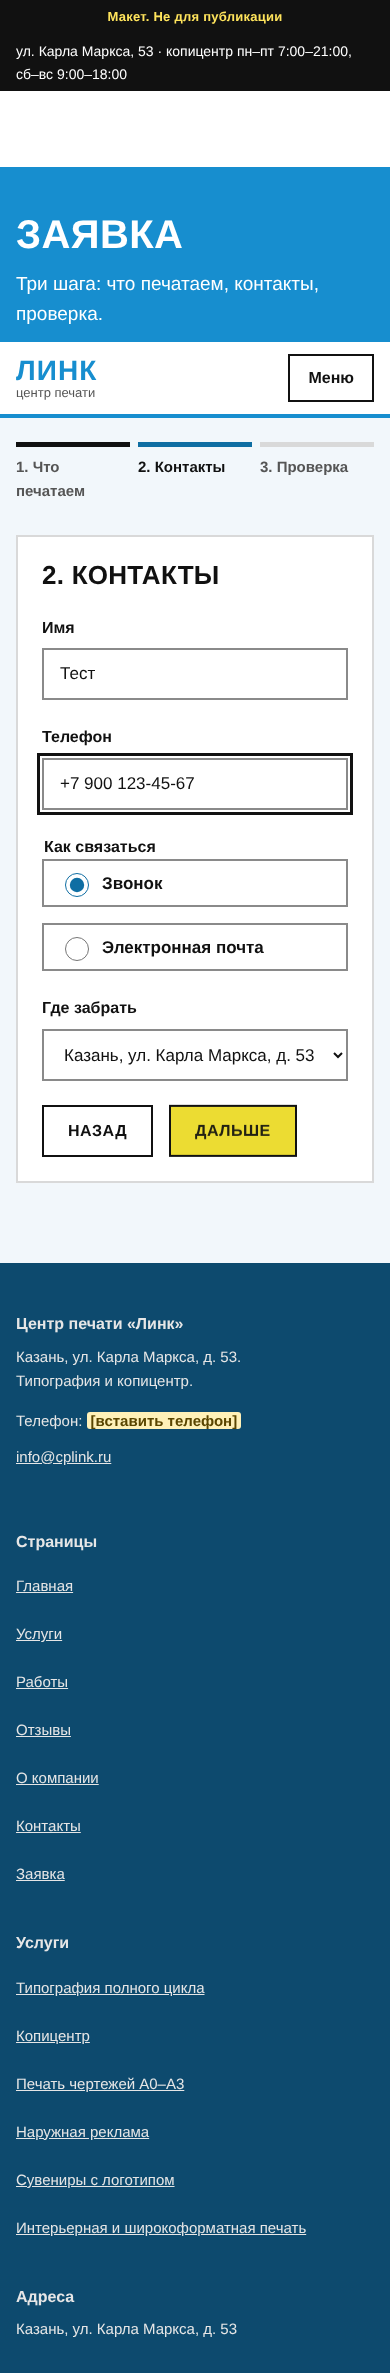 Макет. Не для публикации
ул. Карла Маркса, 53 · копицентр пн–пт 7:00–21:00,
сб–вс 9:00–18:00
ЗАЯВКА
Три шага: что печатаем, контакты,
проверка.
ЛИНК
центр печати
Меню
1. Что
печатаем
2. Контакты
3. Проверка
2. КОНТАКТЫ
Имя
Тест
Телефон
+7 900 123-45-67
Как связаться
Звонок
Электронная почта
Где забрать
Казань, ул. Карла Маркса, д. 53
НАЗАД
ДАЛЬШЕ
Центр печати «Линк»
Казань, ул. Карла Маркса, д. 53.
Типография и копицентр.
Телефон: [вставить телефон]
info@cplink.ru
Страницы
Главная
Услуги
Работы
Отзывы
О компании
Контакты
Заявка
Услуги
Типография полного цикла
Копицентр
Печать чертежей А0–А3
Наружная реклама
Сувениры с логотипом
Интерьерная и широкоформатная печать
Адреса
Казань, ул. Карла Маркса, д. 53